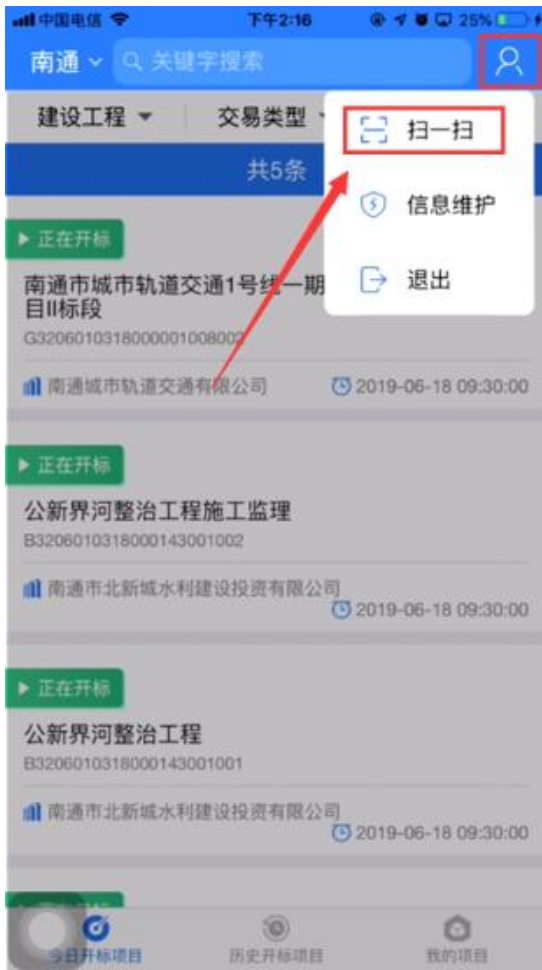 中国电信 下午2:16 25%
南通 关键字搜索
建设工程 交易类型
扫一扫
共5条
信息维护
正在开标
退出
南通市城市轨道交通1号线一期
目II标段
G3206010318000001008002
南通城市轨道交通有限公司 2019-06-18 09:30:00
正在开标
公新界河整治工程施工监理
B3206010318000143001002
南通市北新城水利建设投资有限公司
2019-06-18 09:30:00
正在开标
公新界河整治工程
B3206010318000143001001
南通市北新城水利建设投资有限公司
2019-06-18 09:30:00
今日开标项目 历史开标项目 我的项目